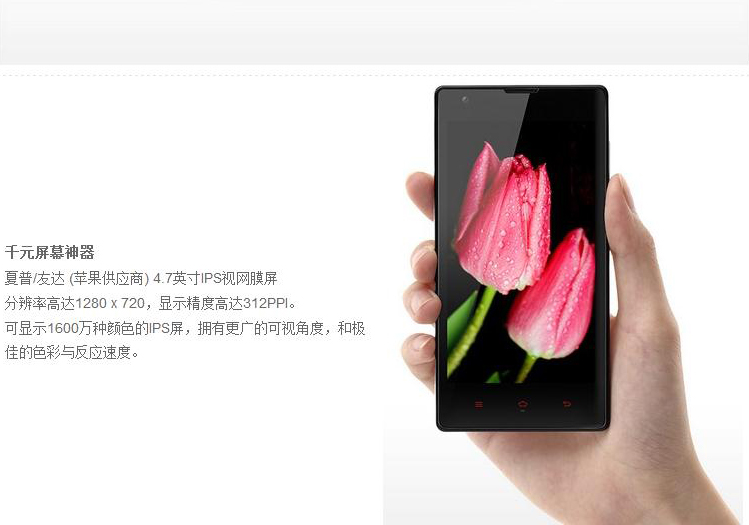 千元屏幕神器
夏普/友达 (苹果供应商) 4.7英寸IPS视网膜屏
分辨率高达1280 x 720，显示精度高达312PPI。
可显示1600万种颜色的IPS屏，拥有更广的可视角度，和极
佳的色彩与反应速度。